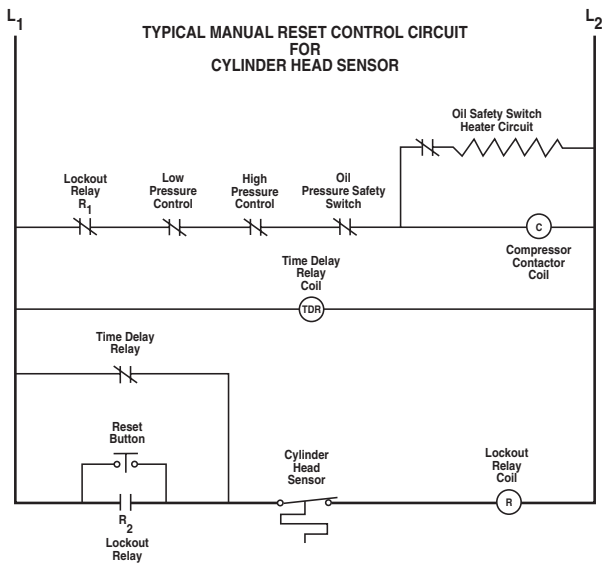 L1
L2
TYPICAL MANUAL RESET CONTROL CIRCUIT
FOR
CYLINDER HEAD SENSOR
Oil Safety Switch
Heater Circuit
Lockout
Relay
R1
Low
Pressure
Control
High
Pressure
Control
Oil
Pressure Safety
Switch
C
Compressor
Contactor
Coil
Time Delay
Relay
Coil
TDR
Time Delay
Relay
Reset
Button
R2
Lockout
Relay
Cylinder
Head
Sensor
Lockout
Relay
Coil
R